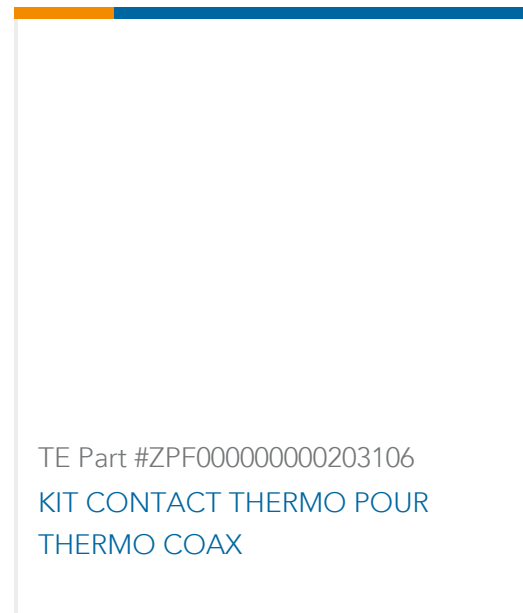 TE Part #ZPF000000000203106
KIT CONTACT THERMO POUR
THERMO COAX